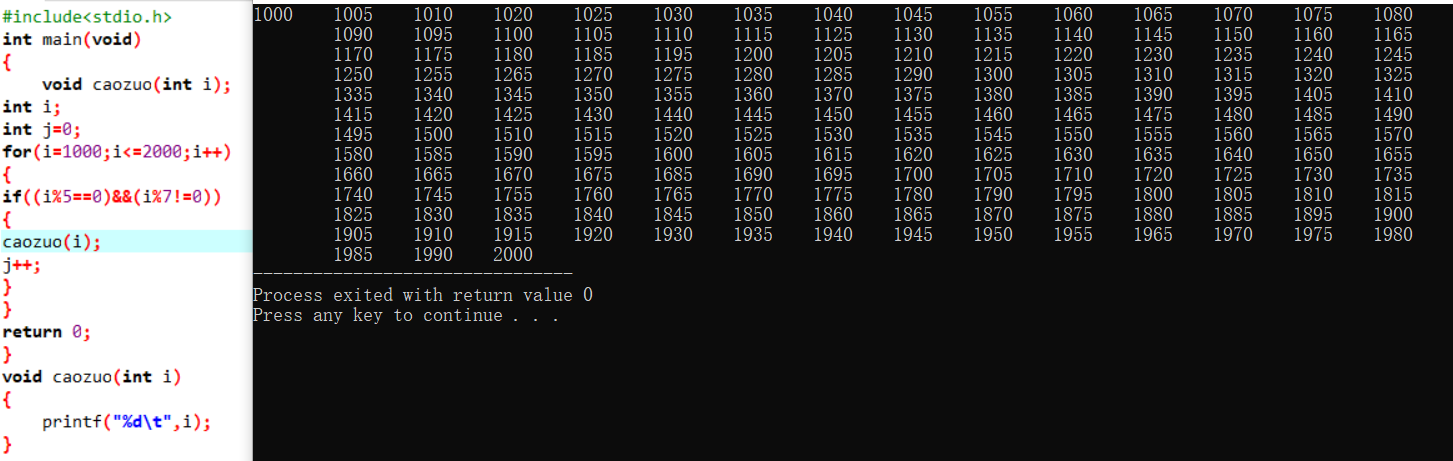 #include<stdio.h>
int main(void)
{
void caozuo(int i);
int i;
int j=0;
for(i=1000;i<=2000;i++)
{
if((i%5==0)&&(i%7!=0))
{
caozuo(i);
j++;
}
}
return 0;
}
void caozuo(int i)
{
printf("%d\t",i);
}
1000 1005 1010 1020 1025 1030 1035 1040 1045 1055 1060 1065 1070 1075 1080
1090 1095 1100 1105 1110 1115 1125 1130 1135 1140 1145 1150 1160 1165
1170 1175 1180 1185 1195 1200 1205 1210 1215 1220 1230 1235 1240 1245
1250 1255 1265 1270 1275 1280 1285 1290 1300 1305 1310 1315 1320 1325
1335 1340 1345 1350 1355 1360 1370 1375 1380 1385 1390 1395 1405 1410
1415 1420 1425 1430 1440 1445 1450 1455 1460 1465 1475 1480 1485 1490
1495 1500 1510 1515 1520 1525 1530 1535 1545 1550 1555 1560 1565 1570
1580 1585 1590 1595 1600 1605 1615 1620 1625 1630 1635 1640 1650 1655
1660 1665 1670 1675 1685 1690 1695 1700 1705 1710 1720 1725 1730 1735
1740 1745 1755 1760 1765 1770 1775 1780 1790 1795 1800 1805 1810 1815
1825 1830 1835 1840 1845 1850 1860 1865 1870 1875 1880 1885 1895 1900
1905 1910 1915 1920 1930 1935 1940 1945 1950 1955 1965 1970 1975 1980
1985 1990 2000
--------------------------------
Process exited with return value 0
Press any key to continue . . .